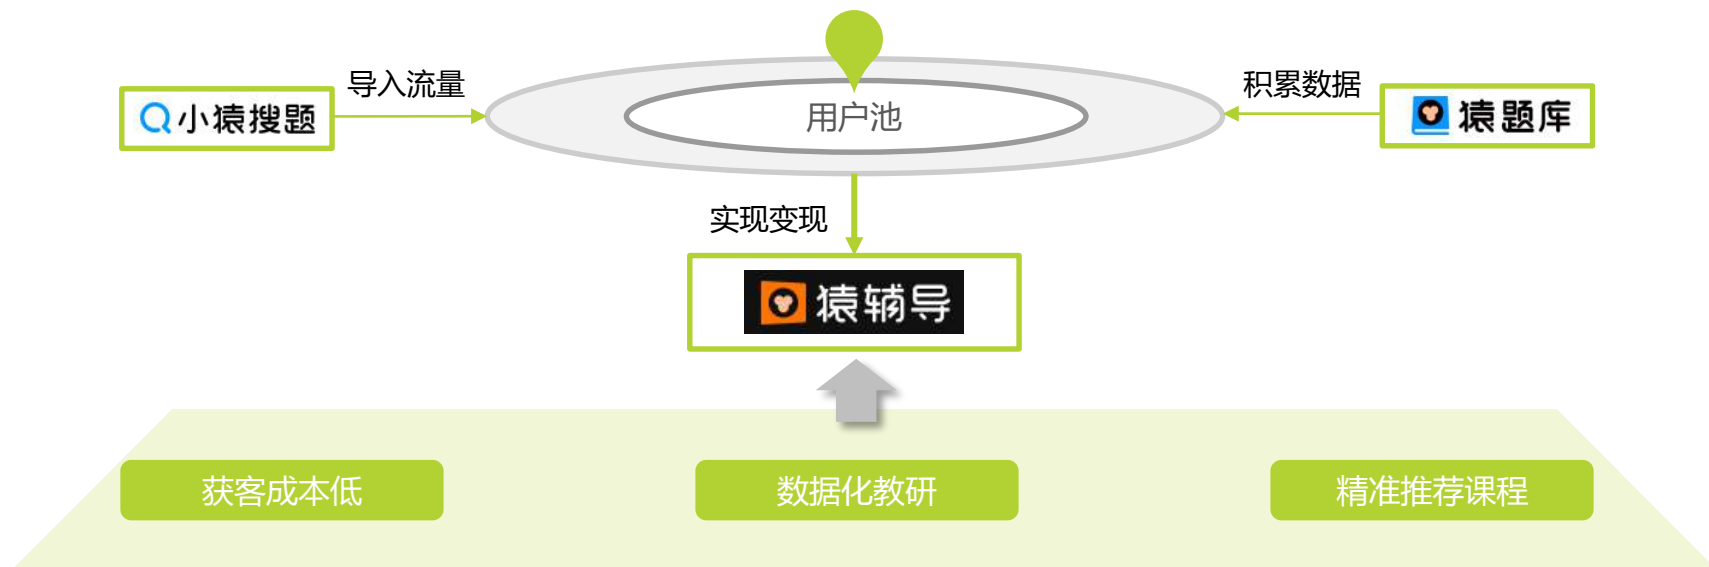 导入流量
积累数据
小猿搜题
用户池
猿题库
实现变现
猿辅导
获客成本低
数据化教研
精准推荐课程